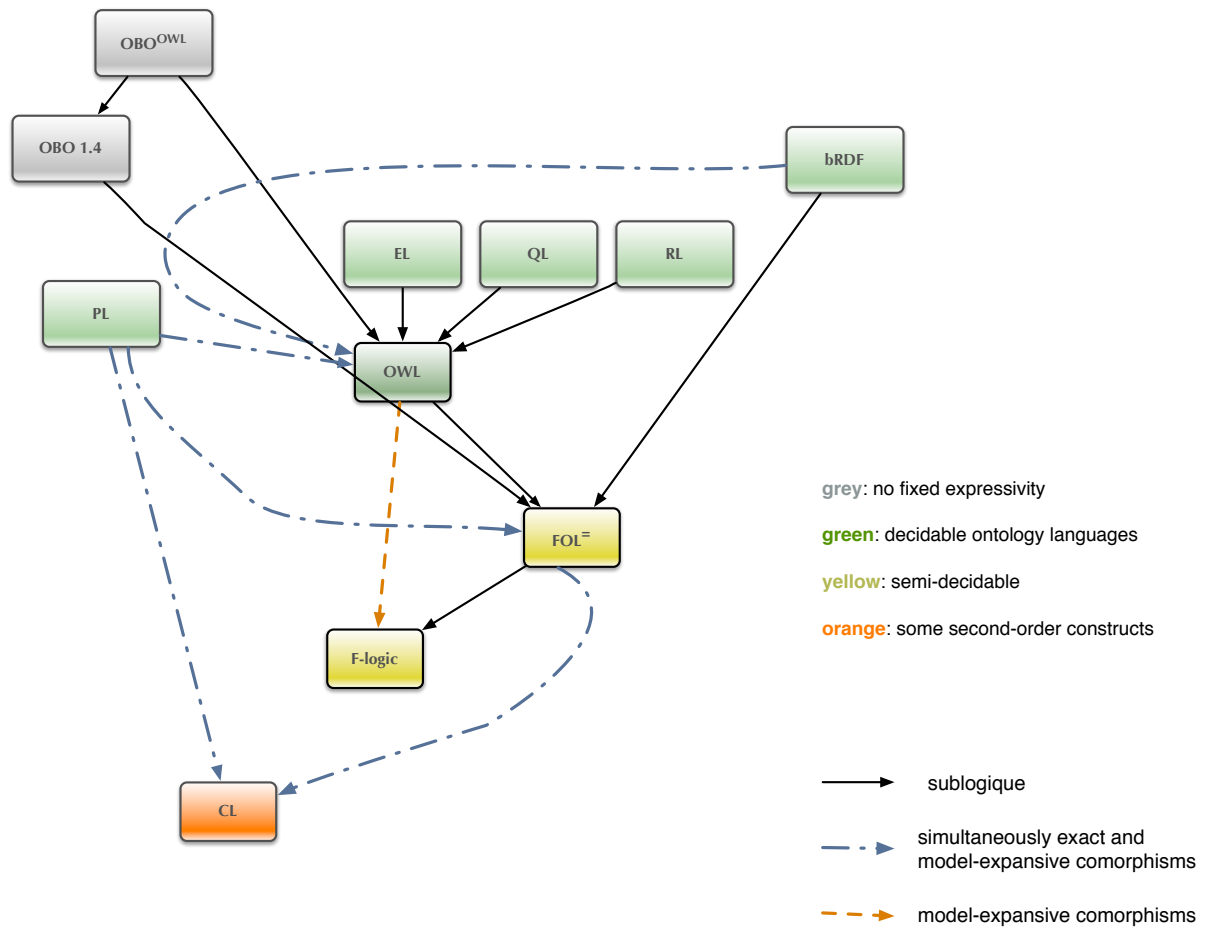 OBOOWL
OBO 1.4
bRDF
EL
QL
RL
PL
OWL
grey: no fixed expressivity
green: decidable ontology languages
FOL=
yellow: semi-decidable
orange: some second-order constructs
F-logic
sublogique
CL
simultaneously exact and
model-expansive comorphisms
model-expansive comorphisms